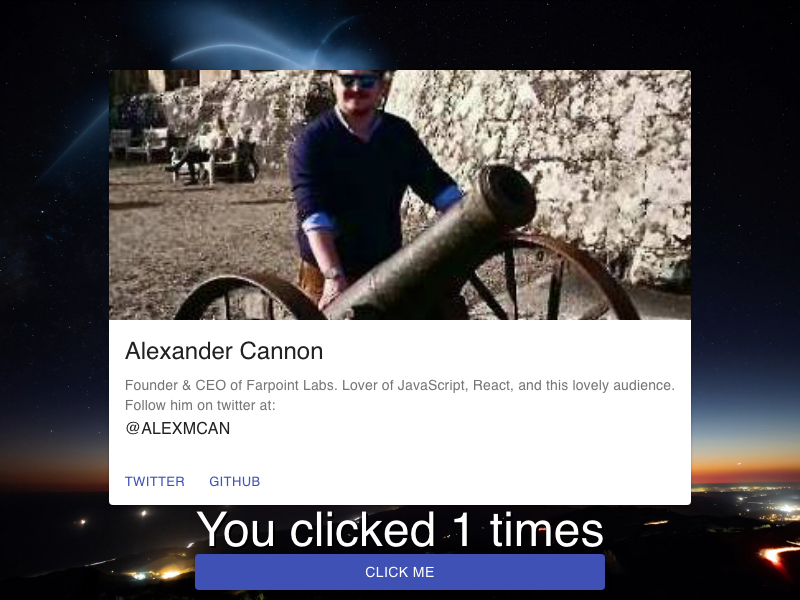 Alexander Cannon
Founder & CEO of Farpoint Labs. Lover of JavaScript, React, and this lovely audience.
Follow him on twitter at:
@ALEXMCAN
TWITTER GITHUB
You clicked 1 times
CLICK ME